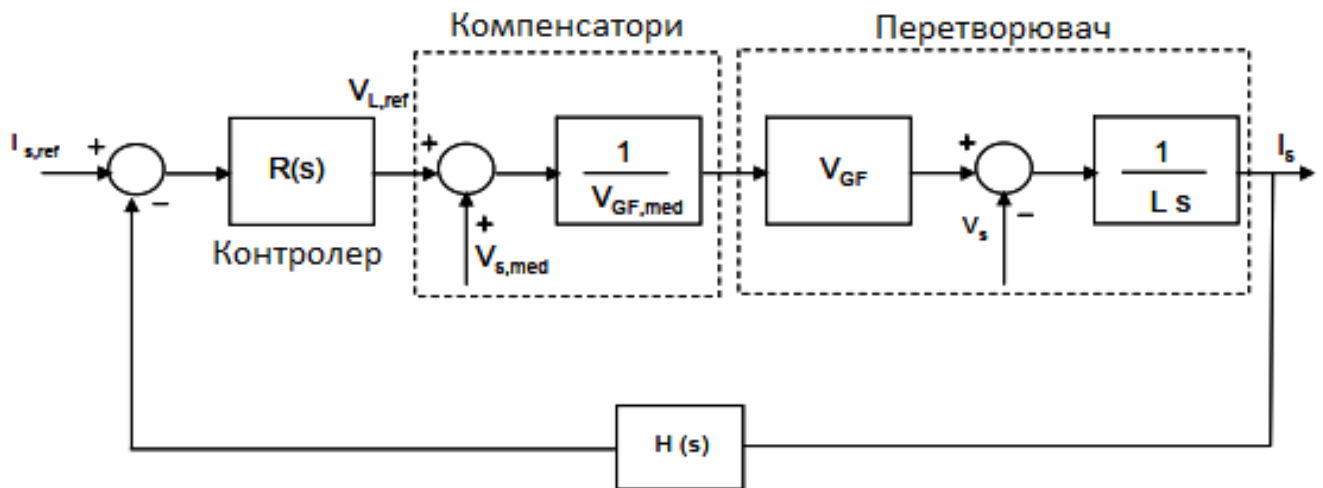 Компенсатори
Перетворювач
V_L,ref
I_s,ref
+
−
R(s)
Контролер
+
+
V_s,med
1
V_GF,med
V_GF
+
−
V_s
1
L s
I_s
H (s)